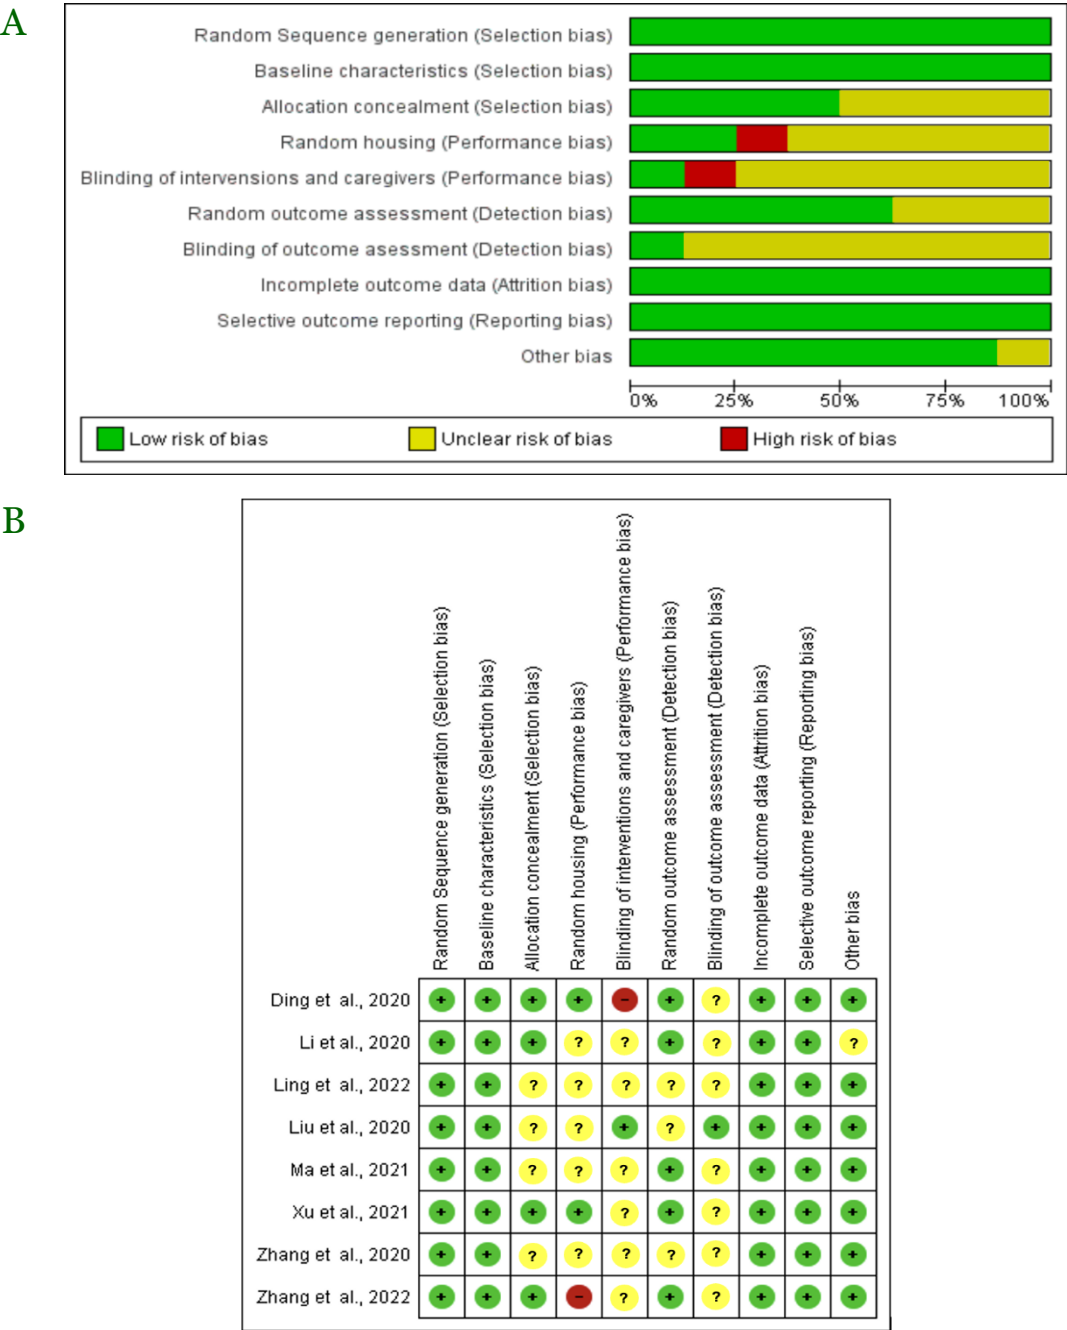 A
Random Sequence generation (Selection bias)
Baseline characteristics (Selection bias)
Allocation concealment (Selection bias)
Random housing (Performance bias)
Blinding of intervensions and caregivers (Performance bias)
Random outcome assessment (Detection bias)
Blinding of outcome asessment (Detection bias)
Incomplete outcome data (Attrition bias)
Selective outcome reporting (Reporting bias)
Other bias
0% 25% 50% 75% 100%
Low risk of bias Unclear risk of bias High risk of bias
B
Random Sequence generation (Selection bias)
Baseline characteristics (Selection bias)
Allocation concealment (Selection bias)
Random housing (Performance bias)
Blinding of interventions and caregivers (Performance bias)
Random outcome assessment (Detection bias)
Blinding of outcome assessment (Detection bias)
Incomplete outcome data (Attrition bias)
Selective outcome reporting (Reporting bias)
Other bias
Ding et al., 2020 + + + + - + ? + + +
Li et al., 2020 + + + ? ? + ? + + ?
Ling et al., 2022 + + ? ? ? ? ? + + +
Liu et al., 2020 + + ? ? + ? + + + +
Ma et al., 2021 + + ? ? ? + ? + + +
Xu et al., 2021 + + + + ? + ? + + +
Zhang et al., 2020 + + ? ? ? ? ? + + +
Zhang et al., 2022 + + + - ? + ? + + +